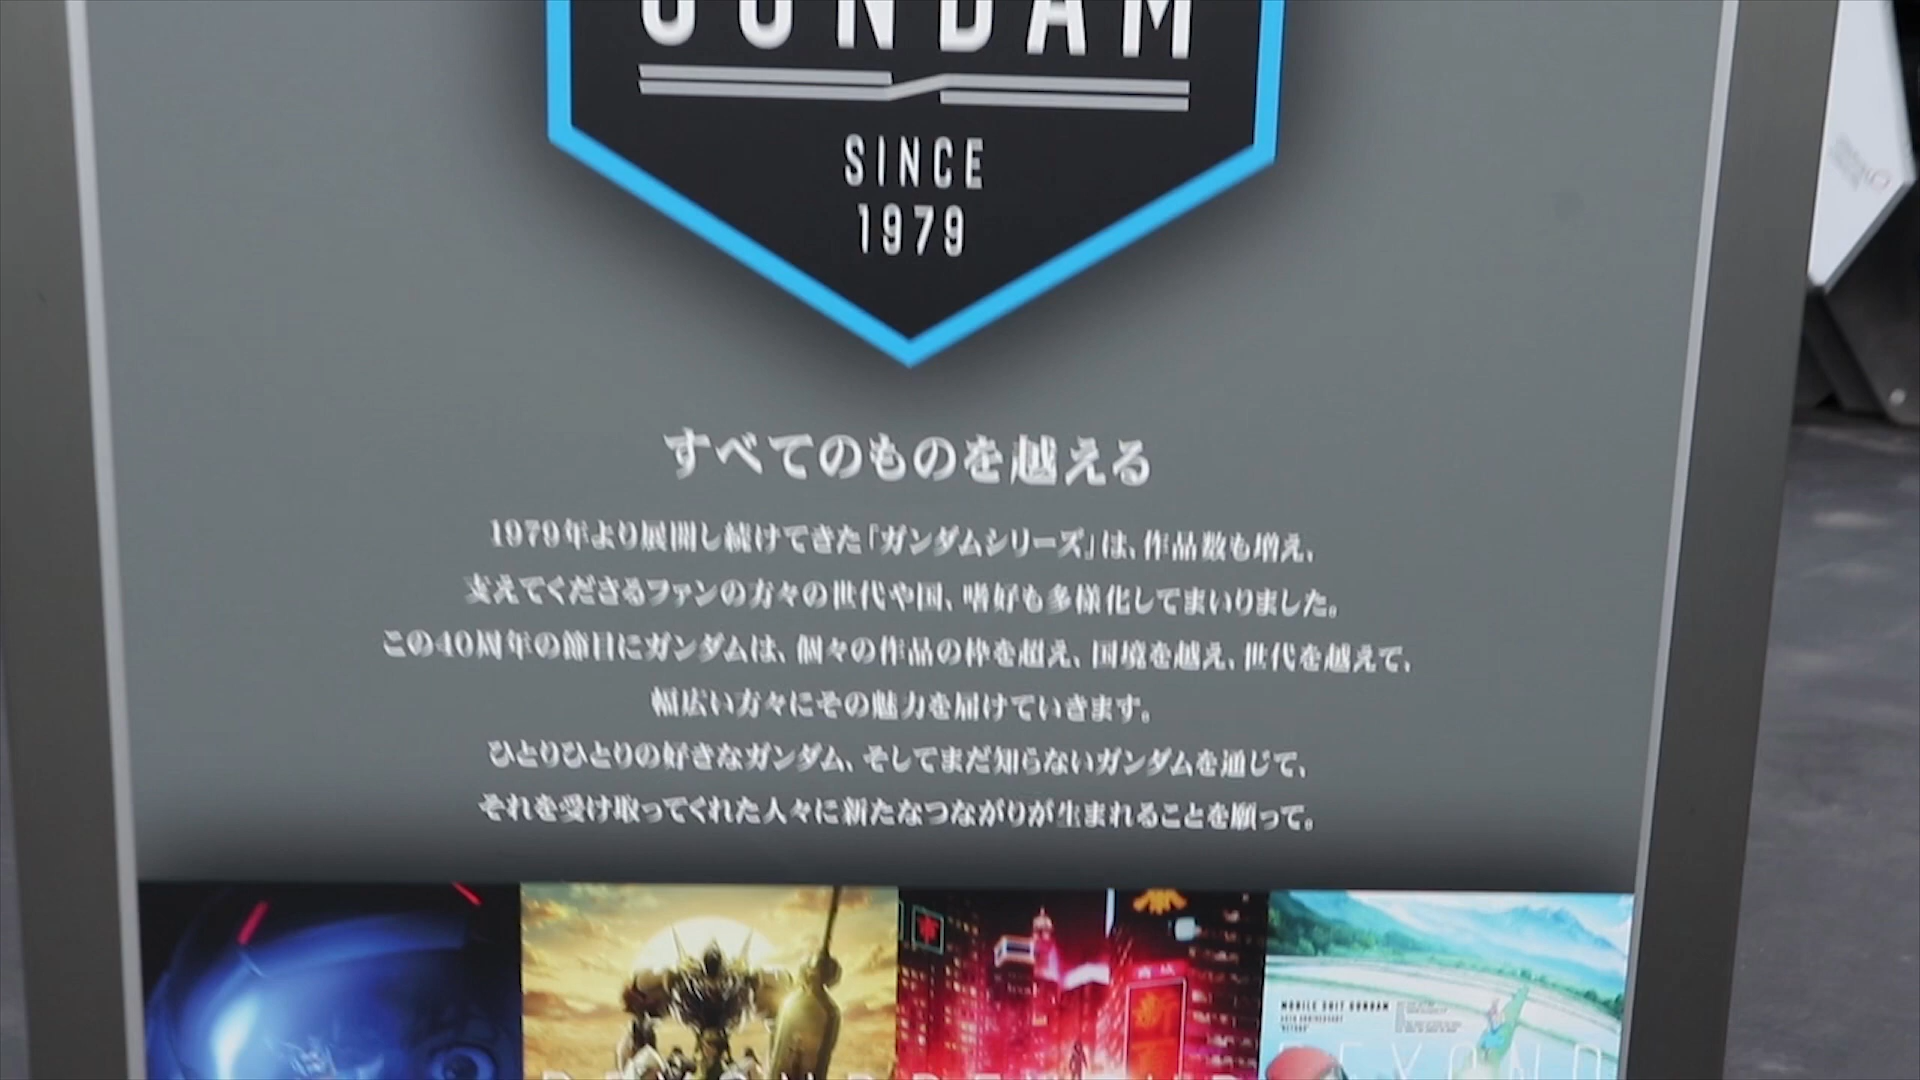 GUNDAM
SINCE
1979
すべてのものを越える
1979年より展開し続けてきた「ガンダムシリーズ」は、作品数も増え、
支えてくださるファンの方々の世代や国、嗜好も多様化してまいりました。
この40周年の節目にガンダムは、個々の作品の枠を超え、国境を越え、世代を越えて、
幅広い方々にその魅力を届けていきます。
ひとりひとりの好きなガンダム、そしてまだ知らないガンダムを通じて、
それを受け取ってくれた人々に新たなつながりが生まれることを願って。
MOBILE SUIT GUNDAM
BEYOND